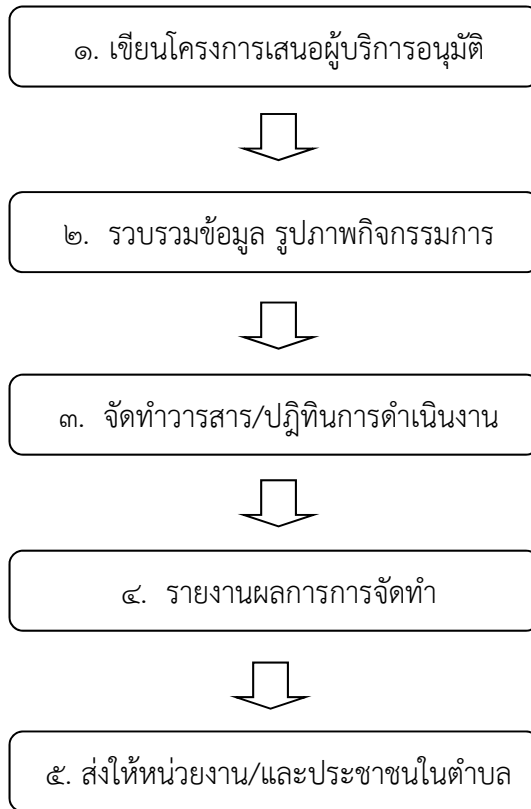 ๑. เขียนโครงการเสนอผู้บริการอนุมัติ
๒. รวบรวมข้อมูล รูปภาพกิจกรรมการ
๓. จัดทำวารสาร/ปฎิทินการดำเนินงาน
๔. รายงานผลการการจัดทำ
๕. ส่งให้หน่วยงาน/และประชาชนในตำบล